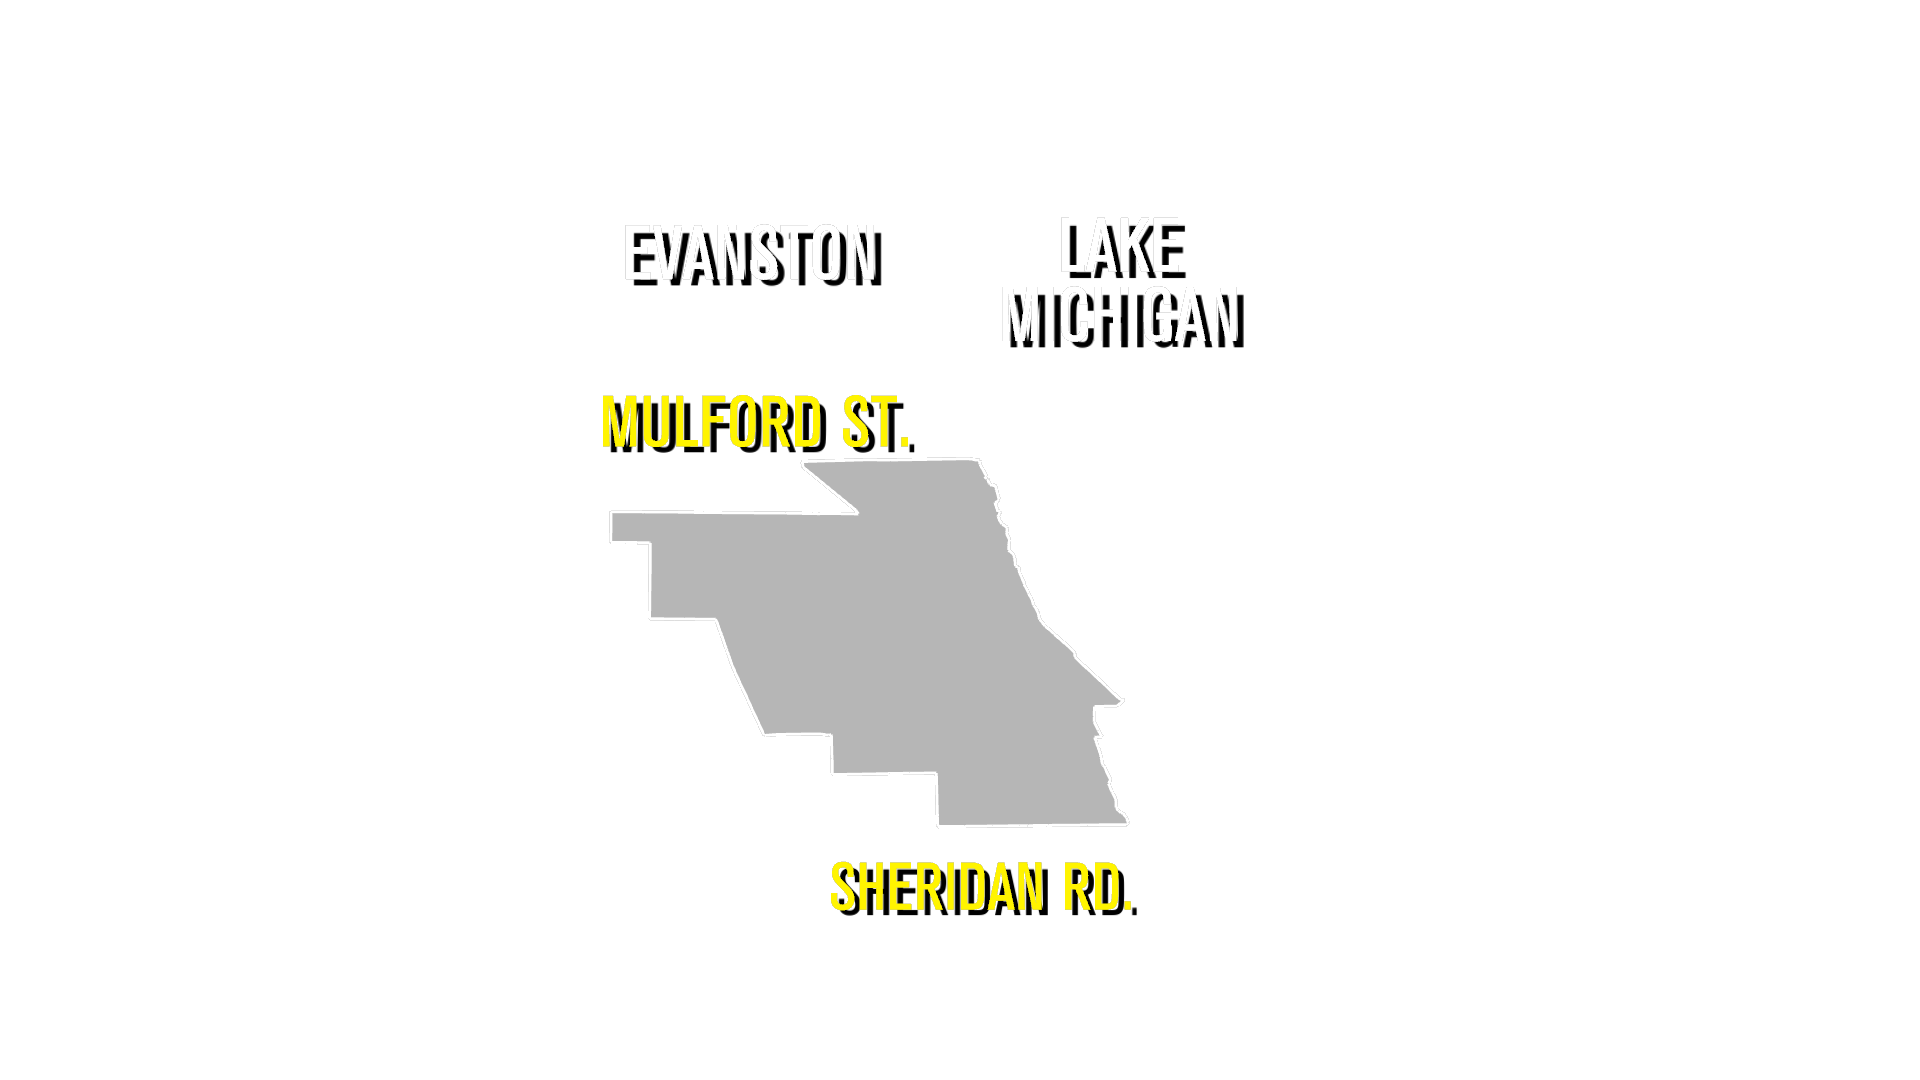 EVANSTON
LAKE
MICHIGAN
MULFORD ST.
SHERIDAN RD.